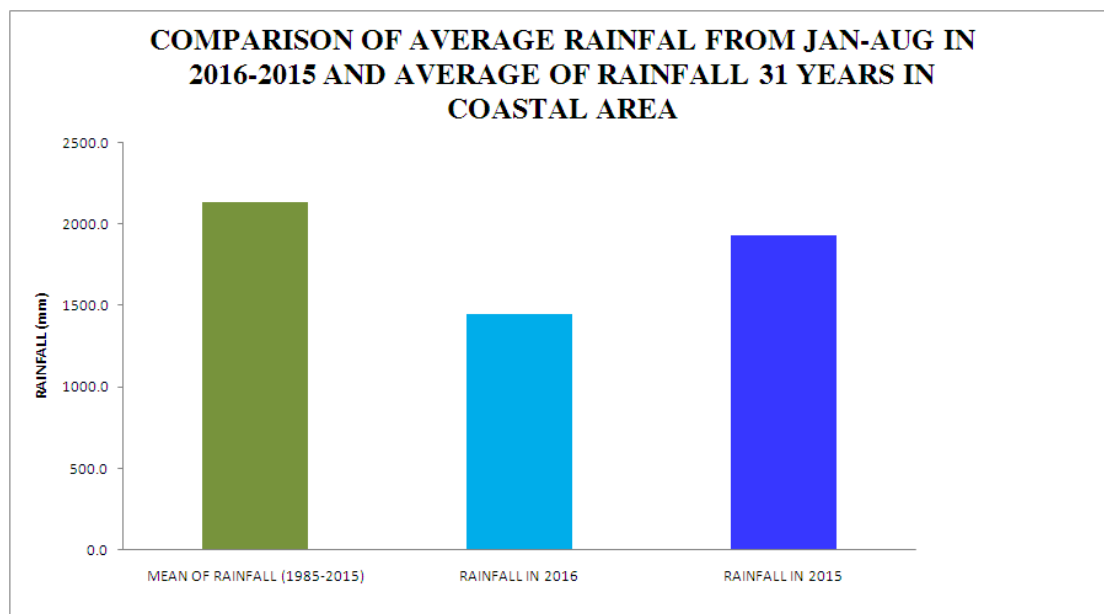 COMPARISON OF AVERAGE RAINFAL FROM JAN-AUG IN
2016-2015 AND AVERAGE OF RAINFALL 31 YEARS IN
COASTAL AREA
2500.0
2000.0
1500.0
1000.0
500.0
0.0
RAINFALL (mm)
MEAN OF RAINFALL (1985-2015)
RAINFALL IN 2016
RAINFALL IN 2015